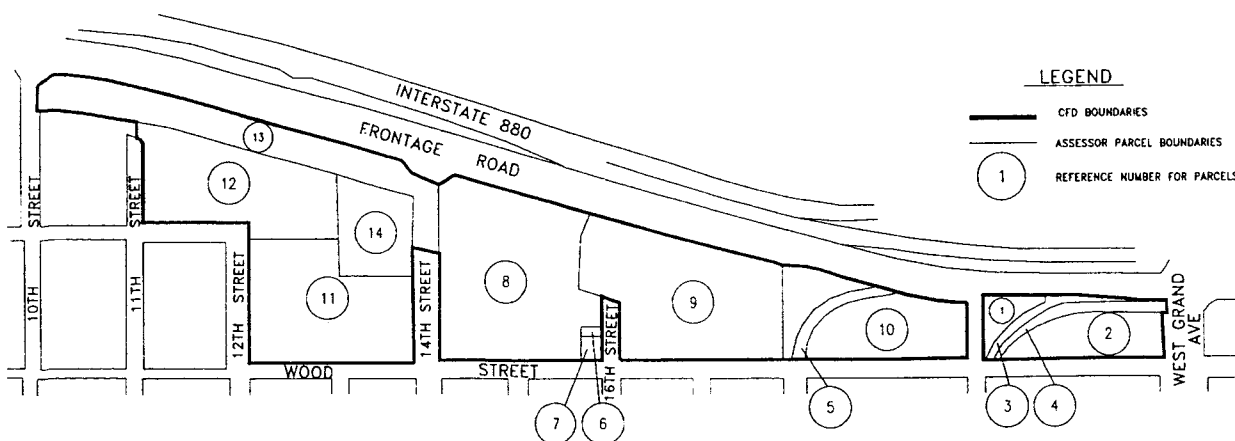 LEGEND
CFD BOUNDARIES
ASSESSOR PARCEL BOUNDARIES
1
REFERENCE NUMBER FOR PARCELS
INTERSTATE 880
FRONTAGE ROAD
13
12
14
8
9
11
10
1
2
10TH STREET
11TH STREET
12TH STREET
14TH STREET
16TH STREET
WEST GRAND AVE
WOOD STREET
7
6
5
3
4